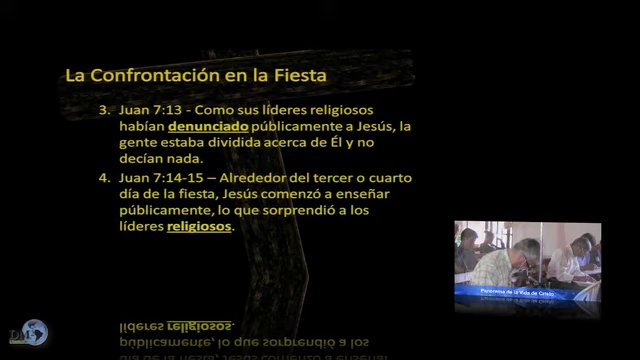 La Confrontación en la Fiesta
3. Juan 7:13 - Como sus líderes religiosos
habían denunciado públicamente a Jesús, la
gente estaba dividida acerca de Él y no
decían nada.
4. Juan 7:14-15 – Alrededor del tercer o cuarto
día de la fiesta, Jesús comenzó a enseñar
públicamente, lo que sorprendió a los
líderes religiosos.
Panorama de la Vida de Cristo